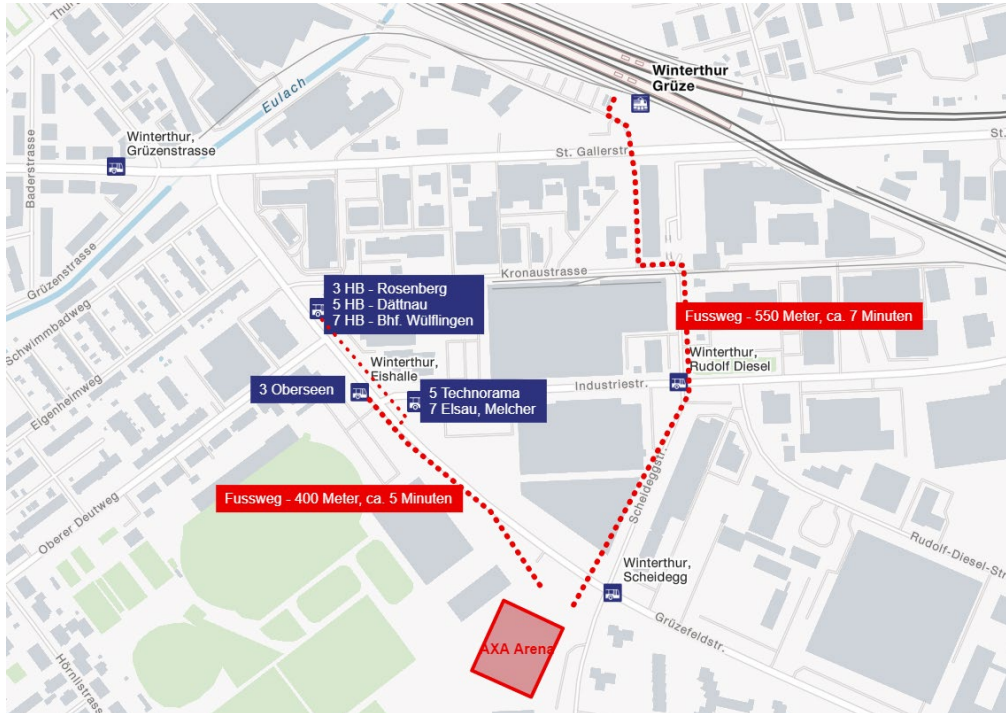 Thur
Eulach
Winterthur
Grüze
Winterthur,
Grüzenstrasse
Baderstrasse
St. Gallerstr.
St.
Grüzenstrasse
Kronaustrasse
3 HB - Rosenberg
5 HB - Dättnau
7 HB - Bhf. Wülflingen
Fussweg - 550 Meter, ca. 7 Minuten
Schwimmbadweg
Winterthur,
Eishalle
Winterthur,
Rudolf Diesel
3 Oberseen
5 Technorama
7 Elsau, Melcher
Industriestr.
Eigenheimweg
Fussweg - 400 Meter, ca. 5 Minuten
Scheideggstr.
Oberer Deutweg
Rudolf-Diesel-Str
Winterthur,
Scheidegg
Grüzefeldstr.
AXA Arena
Hörnlistrasse